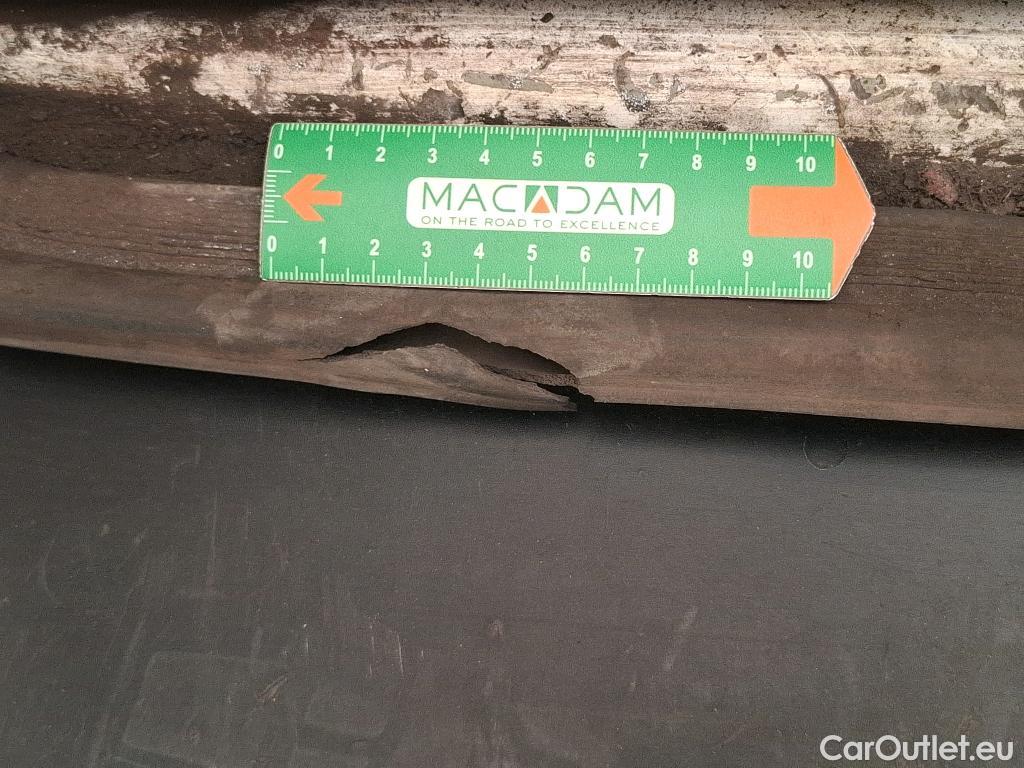 0 1 2 3 4 5 6 7 8 9 10
MACADAM
ON THE ROAD TO EXCELLENCE
0 1 2 3 4 5 6 7 8 9 10
CarOutlet.eu